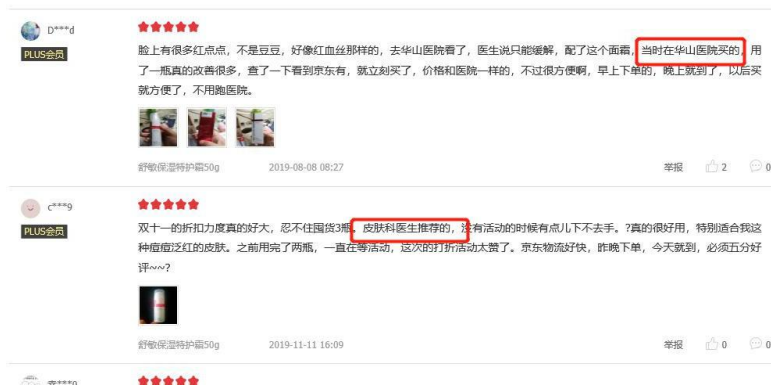 D***d
PLUS会员
脸上有很多红点点，不是豆豆，好像红血丝那样的，去华山医院看了，医生说只能缓解，配了这个面霜，当时在华山医院买的，用
了一瓶真的改善很多，查了一下看到京东有，就立刻买了，价格和医院一样的，不过很方便啊，早上下单的，晚上就到了，以后买
就方便了，不用跑医院。
舒敏保湿特护霜50g 2019-08-08 08:27 举报 2 0
c***9
PLUS会员
双十一的折扣力度真的好大，忍不住囤货3瓶，皮肤科医生推荐的，没有活动的时候有点儿下不去手。?真的很好用，特别适合我这
种痘痘泛红的皮肤。之前用完了两瓶，一直在等活动，这次的打折活动太赞了。京东物流好快，昨晚下单，今天就到，必须五分好
评~~?
舒敏保湿特护霜50g 2019-11-11 16:09 举报 0 0